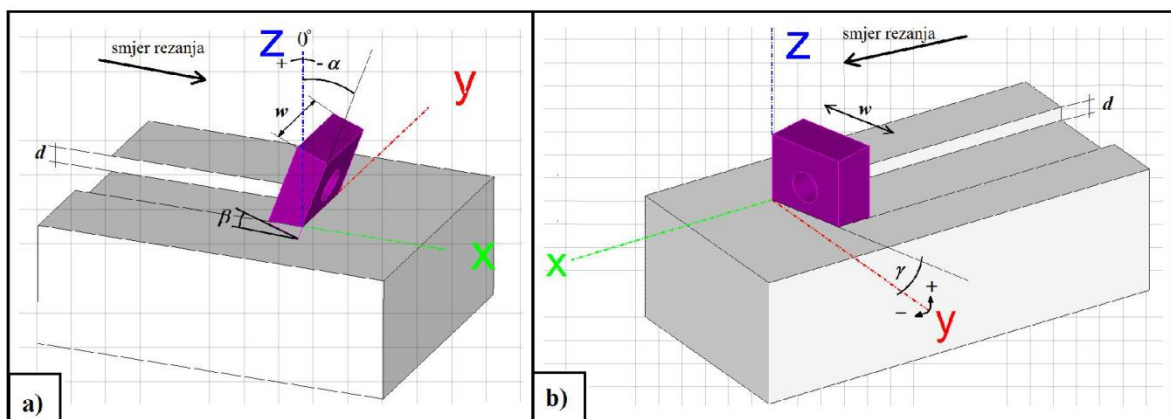 smjer rezanja
Z
0°
+
- α
w
y
d
β
x
a)
smjer rezanja
Z
w
d
x
γ
+
−
y
b)